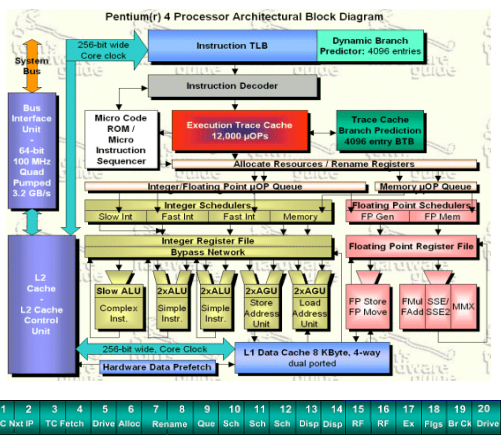 Pentium(r) 4 Processor Architectural Block Diagram
256-bit wide
Core clock
Instruction TLB
Dynamic Branch
Predictor: 4096 entries
System
Bus
Instruction Decoder
Bus
Interface
Unit
-
64-bit
100 MHz
Quad
Pumped
3.2 GB/s
Micro Code
ROM /
Micro
Instruction
Sequencer
Execution Trace Cache
12,000 µOPs
Trace Cache
Branch Prediction
4096 entry BTB
Allocate Resources / Rename Registers
Integer/Floating Point µOP Queue
Memory µOP Queue
Integer Schedulers
Slow Int Fast Int Fast Int Memory
Floating Point Schedulers
FP Gen FP Mem
Integer Register File
Bypass Network
Floating Point Register File
L2
Cache
-
L2 Cache
Control
Unit
Slow ALU
Complex
Inst.
2xALU
Simple
Instr.
2xALU
Simple
Instr.
2xAGU
Store
Address
Unit
2xAGU
Load
Address
Unit
FP Store
FP Move
FMul
FAdd
SSE/
SSE2
MMX
256-bit wide, Core Clock
Hardware Data Prefetch
L1 Data Cache 8 KByte, 4-way
dual ported
1 2 3 4 5 6 7 8 9 10 11 12 13 14 15 16 17 18 19 20
C Nxt IP TC Fetch Drive Alloc Rename Que Sch Sch Sch Disp Disp RF RF Ex Flgs Br Ck Drive